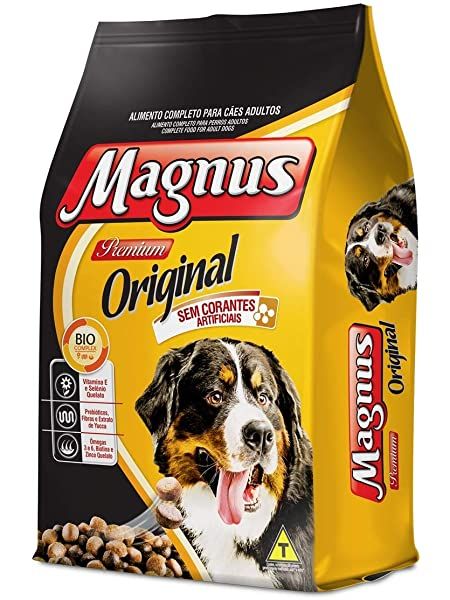 ALIMENTO COMPLETO PARA CÃES ADULTOS
ALIMENTO COMPLETO PARA PERROS ADULTOS
COMPLETE FOOD FOR ADULT DOGS
Magnus
Premium
Original
SEM CORANTES
ARTIFICIAIS
BIO
COMPLEX
Vitamina E
e Selênio
Quelato
Prebióticos,
Fibras e Extrato
de Yucca
Ômegas
3 e 6, Biotina e
Zinco Quelato
T
Magnus
Premium
Original